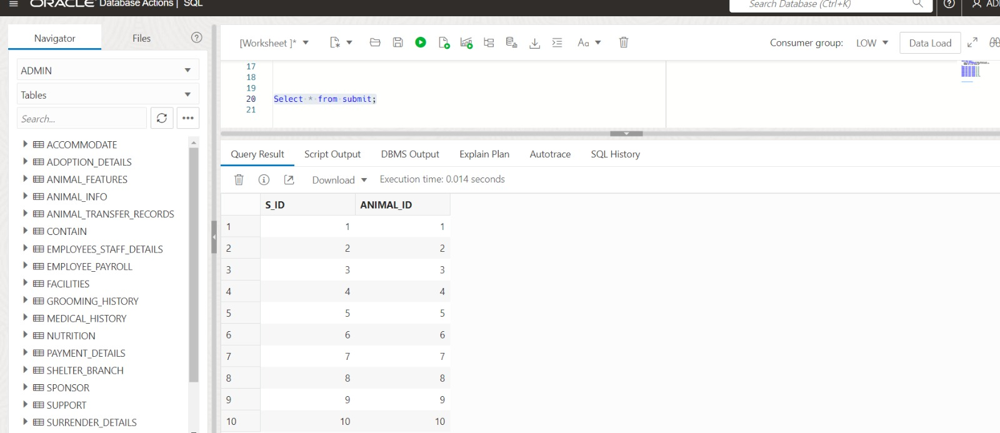 ORACLE Database Actions | SQL
Search Database (Ctrl+K)
?
Navigator
Files
?
ADMIN
Tables
Search...
ACCOMMODATE
ADOPTION_DETAILS
ANIMAL_FEATURES
ANIMAL_INFO
ANIMAL_TRANSFER_RECORDS
CONTAIN
EMPLOYEES_STAFF_DETAILS
EMPLOYEE_PAYROLL
FACILITIES
GROOMING_HISTORY
MEDICAL_HISTORY
NUTRITION
PAYMENT_DETAILS
SHELTER_BRANCH
SPONSOR
SUPPORT
SURRENDER_DETAILS
[Worksheet ]*
Aa
Consumer group: LOW
Data Load
17
18
19
20 Select * from submit;
21
Query Result Script Output DBMS Output Explain Plan Autotrace SQL History
Download Execution time: 0.014 seconds
S_ID ANIMAL_ID
1 1 1
2 2 2
3 3 3
4 4 4
5 5 5
6 6 6
7 7 7
8 8 8
9 9 9
10 10 10